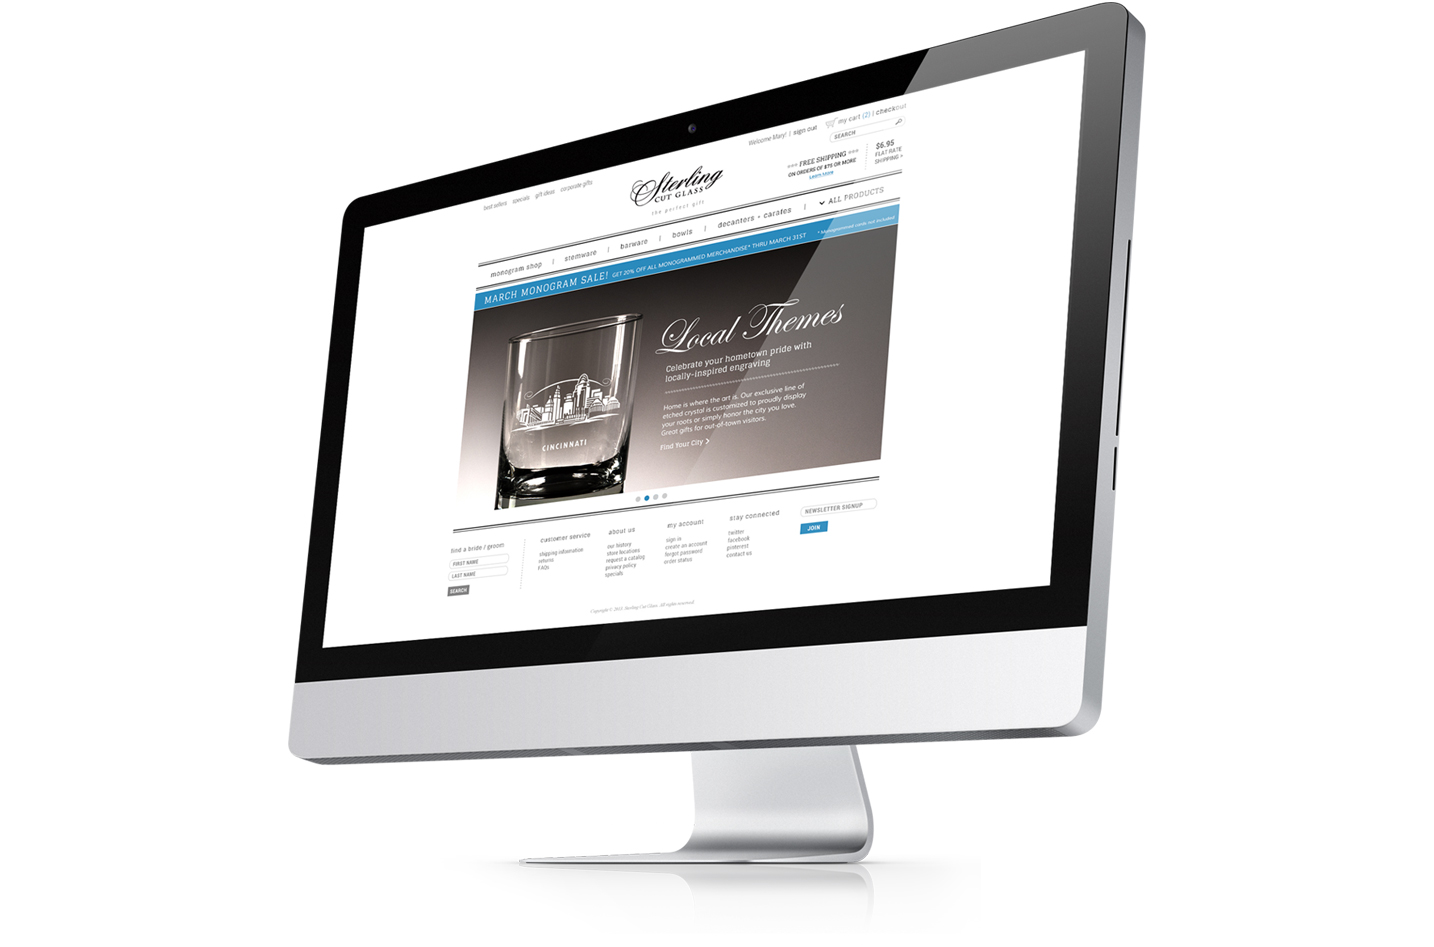 Welcome Mary! | sign out
my cart (2) | checkout
SEARCH
best sellers specials gift ideas corporate gifts
Sterling
CUT GLASS
the perfect gift
*** FREE SHIPPING ***
ON ORDERS OF $75 OR MORE
Learn More
$6.95
FLAT RATE
SHIPPING >
monogram shop | stemware | barware | bowls | decanters + carafes | ALL PRODUCTS
MARCH MONOGRAM SALE! GET 20% OFF ALL MONOGRAMMED MERCHANDISE* THRU MARCH 31ST * Monogrammed cards not included
Local Themes
Celebrate your hometown pride with
locally-inspired engraving
Home is where the art is. Our exclusive line of
etched crystal is customized to proudly display
your roots or simply honor the city you love.
Great gifts for out-of-town visitors.
Find Your City >
CINCINNATI
find a bride / groom
FIRST NAME
LAST NAME
SEARCH
customer service
shipping information
returns
FAQs
about us
our history
store locations
request a catalog
privacy policy
specials
my account
sign in
create an account
forgot password
order status
stay connected
twitter
facebook
pinterest
contact us
NEWSLETTER SIGNUP
JOIN
Copyright © Sterling Cut Glass. All rights reserved.